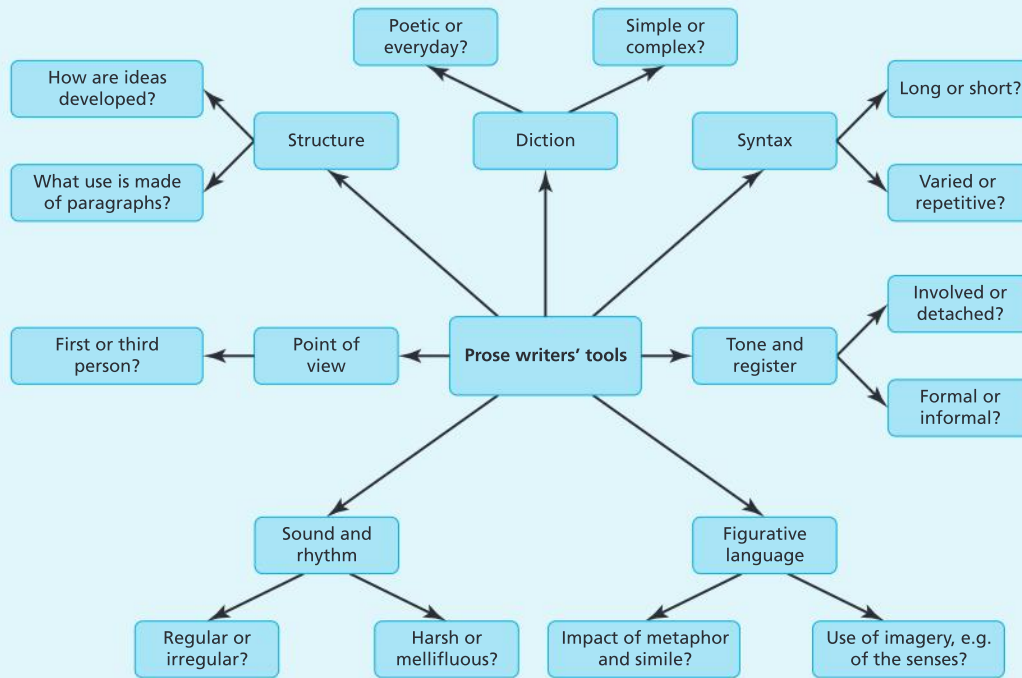 Poetic or
everyday?
Simple or
complex?
How are ideas
developed?
Long or short?
Structure
Diction
Syntax
What use is made
of paragraphs?
Varied or
repetitive?
Involved or
detached?
First or third
person?
Point of
view
Prose writers’ tools
Tone and
register
Formal or
informal?
Sound and
rhythm
Figurative
language
Regular or
irregular?
Harsh or
mellifluous?
Impact of metaphor
and simile?
Use of imagery, e.g.
of the senses?